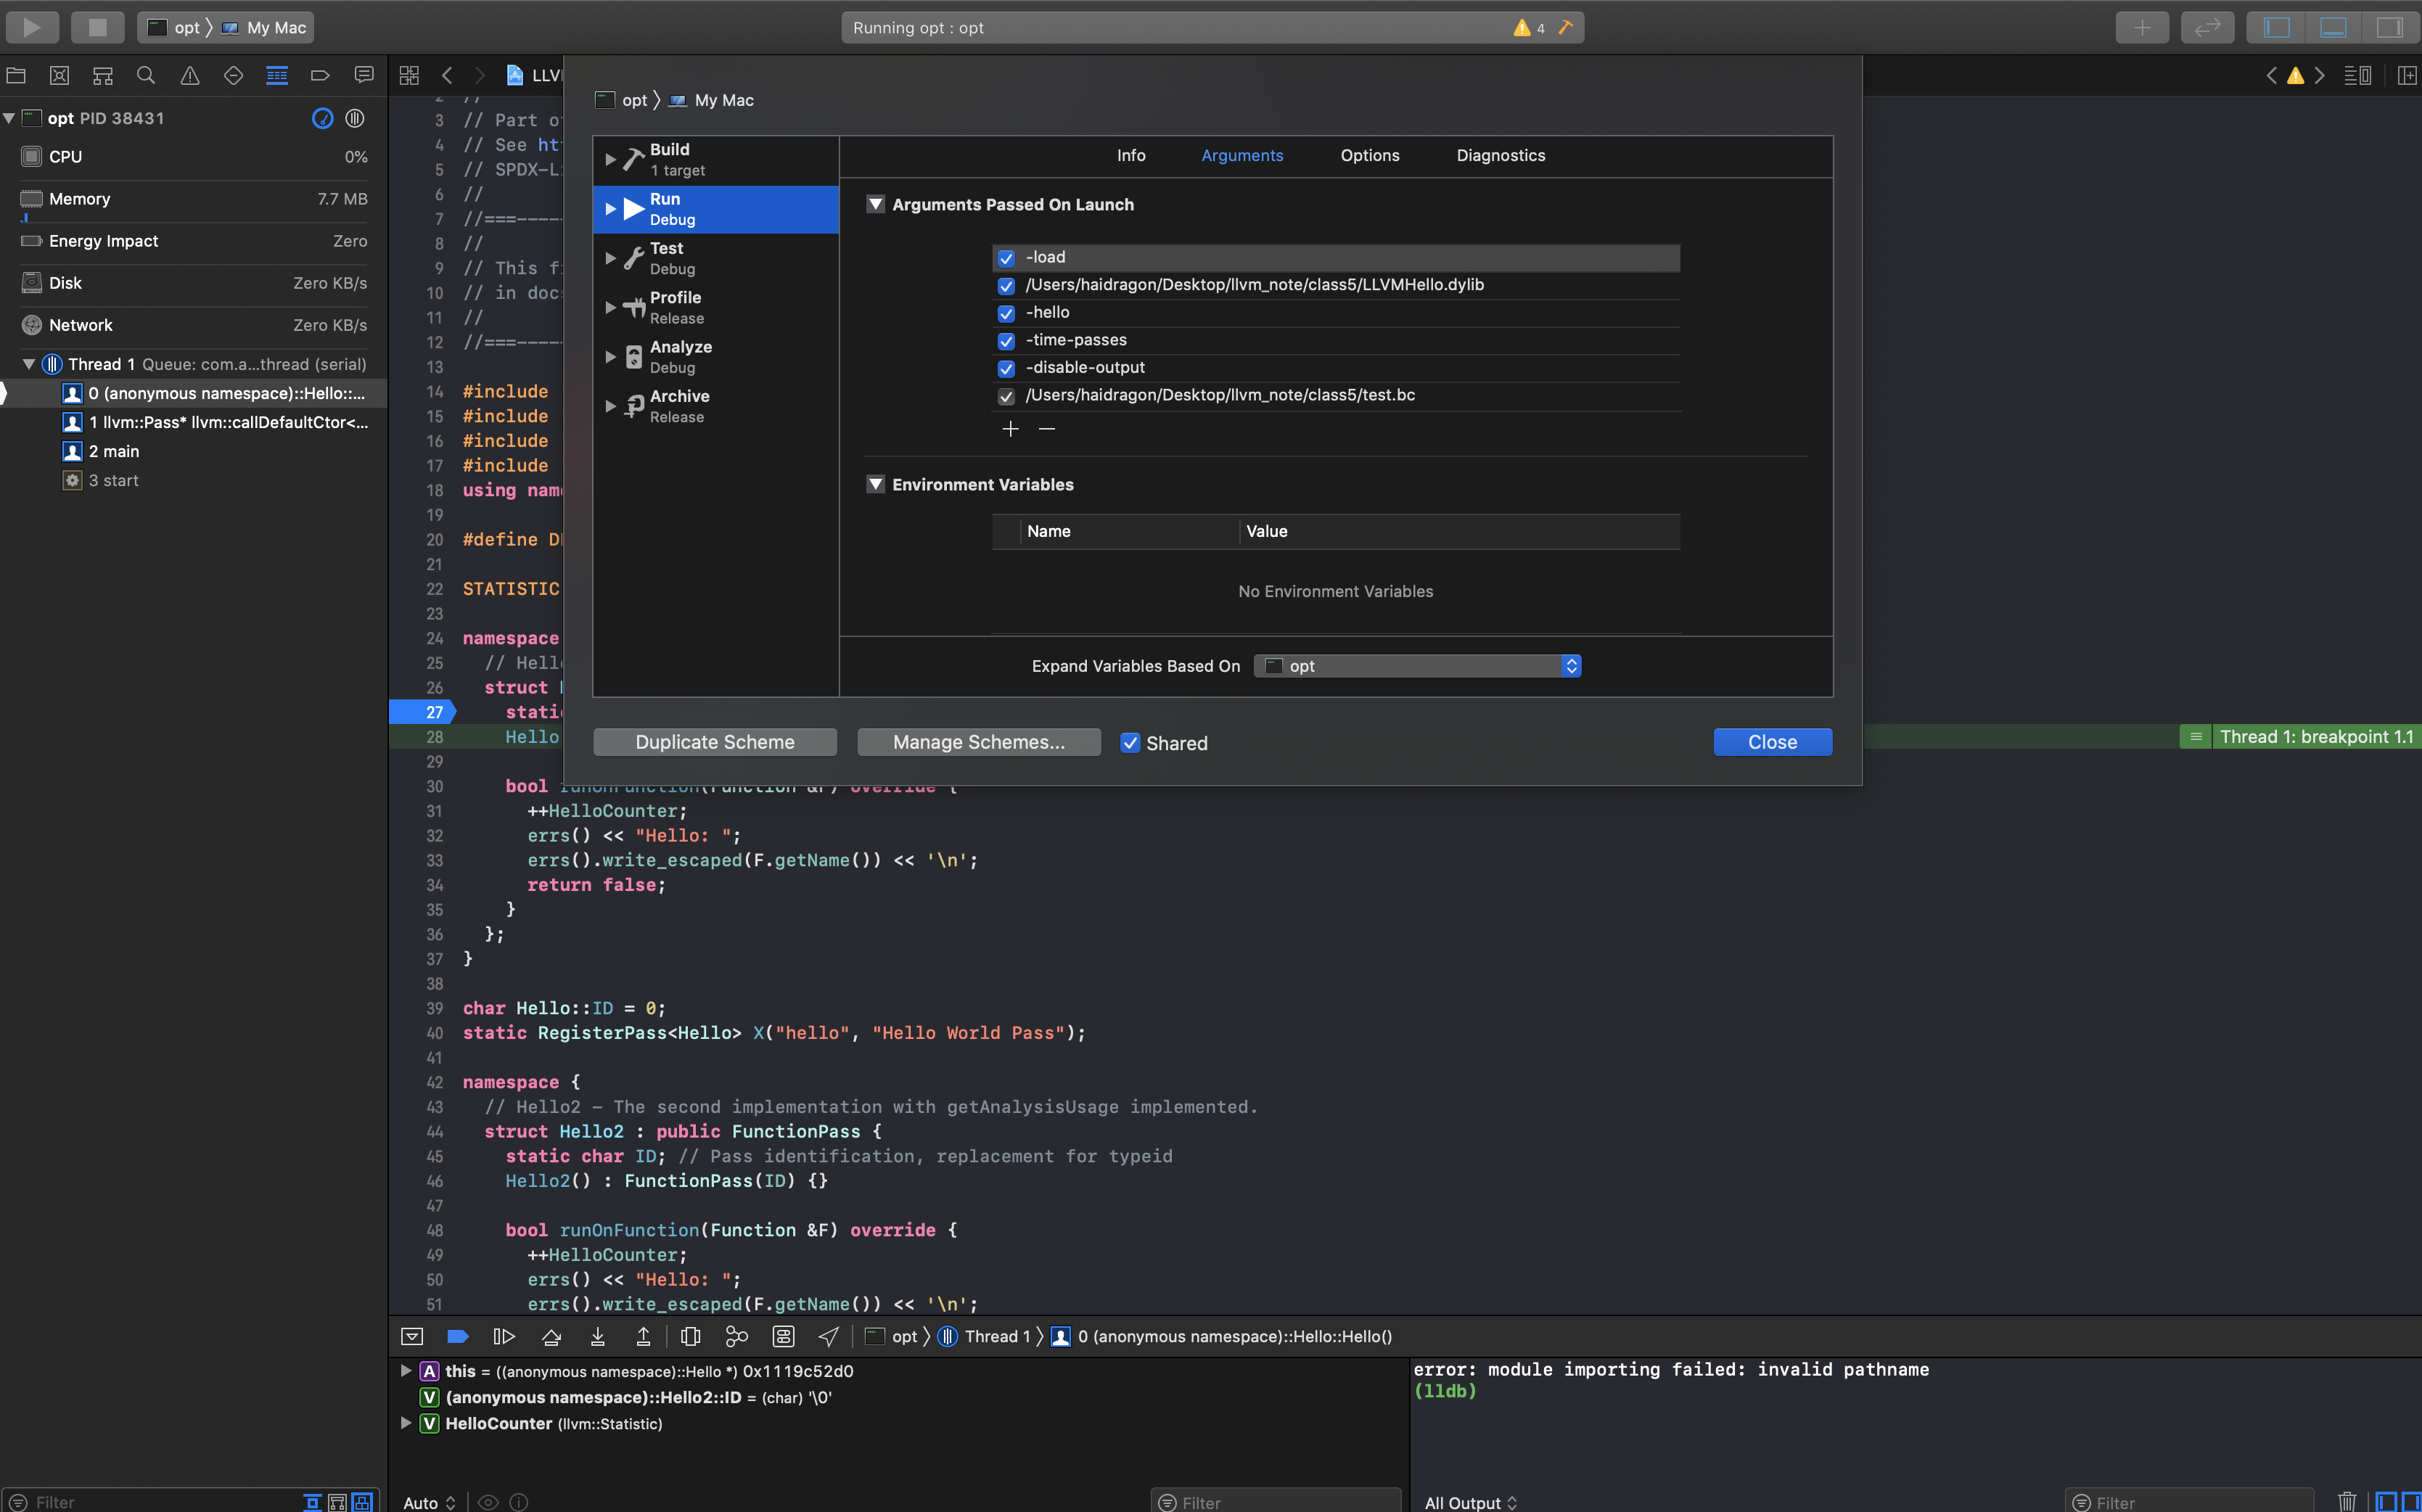 opt 〉 My Mac
Running opt : opt
4
LLV
opt PID 38431
CPU 0%
Memory 7.7 MB
Energy Impact Zero
Disk Zero KB/s
Network Zero KB/s
Thread 1 Queue: com.a...thread (serial)
0 (anonymous namespace)::Hello::...
1 llvm::Pass* llvm::callDefaultCtor<...
2 main
3 start
Filter
opt 〉 My Mac
Build
1 target
Run
Debug
Test
Debug
Profile
Release
Analyze
Debug
Archive
Release
Info Arguments Options Diagnostics
Arguments Passed On Launch
-load
/Users/haidragon/Desktop/llvm_note/class5/LLVMHello.dylib
-hello
-time-passes
-disable-output
/Users/haidragon/Desktop/llvm_note/class5/test.bc
Environment Variables
Name Value
No Environment Variables
Expand Variables Based On opt
Duplicate Scheme Manage Schemes... Shared Close
2 //
3 // Part o
4 // See ht
5 // SPDX-L
6 //
7 //===----
8 //
9 // This f
10 // in doc
11 //
12 //===----
13
14 #include
15 #include
16 #include
17 #include
18 using nam
19
20 #define D
21
22 STATISTIC
23
24 namespace
25 // Hell
26 struct
27 stati
28 Hello Thread 1: breakpoint 1.1
29
30 bool runOnFunction(Function &F) override {
31 ++HelloCounter;
32 errs() << "Hello: ";
33 errs().write_escaped(F.getName()) << '\n';
34 return false;
35 }
36 };
37 }
38
39 char Hello::ID = 0;
40 static RegisterPass<Hello> X("hello", "Hello World Pass");
41
42 namespace {
43 // Hello2 - The second implementation with getAnalysisUsage implemented.
44 struct Hello2 : public FunctionPass {
45 static char ID; // Pass identification, replacement for typeid
46 Hello2() : FunctionPass(ID) {}
47
48 bool runOnFunction(Function &F) override {
49 ++HelloCounter;
50 errs() << "Hello: ";
51 errs().write_escaped(F.getName()) << '\n';
opt 〉 Thread 1 〉 0 (anonymous namespace)::Hello::Hello()
A this = ((anonymous namespace)::Hello *) 0x1119c52d0
V (anonymous namespace)::Hello2::ID = (char) '\0'
V HelloCounter (llvm::Statistic)
Auto Filter
error: module importing failed: invalid pathname
(lldb)
All Output Filter